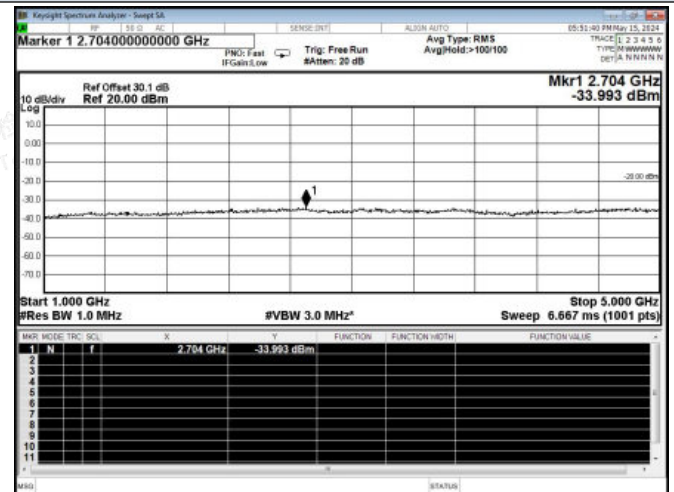 Keysight Spectrum Analyzer - Swept SA
RF 50 Ω AC SENSE:INT ALIGN AUTO 05:51:40 PM May 15, 2024
Marker 1 2.704000000000 GHz
PNO: Fast
IFGain:Low
Trig: Free Run
#Atten: 20 dB
Avg Type: RMS
Avg|Hold:>100/100
TRACE 1 2 3 4 5 6
TYPE M WWWWW
DET A N N N N N
Ref Offset 30.1 dB
10 dB/div Ref 20.00 dBm
Mkr1 2.704 GHz
-33.993 dBm
Log
10.0
0.00
-10.0
-20.0
-20.00 dBm
-30.0
1
-40.0
-50.0
-60.0
-70.0
Start 1.000 GHz Stop 5.000 GHz
#Res BW 1.0 MHz #VBW 3.0 MHz* Sweep 6.667 ms (1001 pts)
MKR MODE TRC SCL X Y FUNCTION FUNCTION WIDTH FUNCTION VALUE
1 N f 2.704 GHz -33.993 dBm
2
3
4
5
6
7
8
9
10
11
MSG STATUS